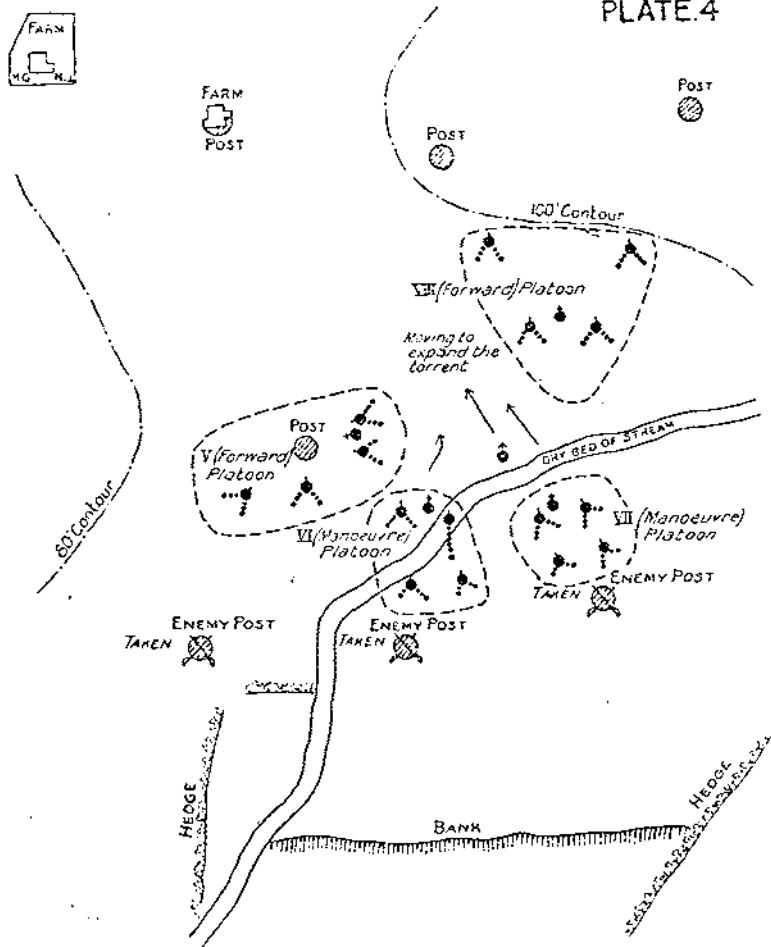 PLATE.4
FARM
M.G.
FARM
POST
POST
POST
100' Contour
VIII (Forward) Platoon
Moving to
expand the
torrent
POST
V (Forward)
Platoon
DRY BED OF STREAM
60' Contour
VI (Manoeuvre)
Platoon
VII (Manoeuvre)
Platoon
ENEMY POST
TAKEN
ENEMY POST
TAKEN
ENEMY POST
TAKEN
HEDGE
BANK
HEDGE